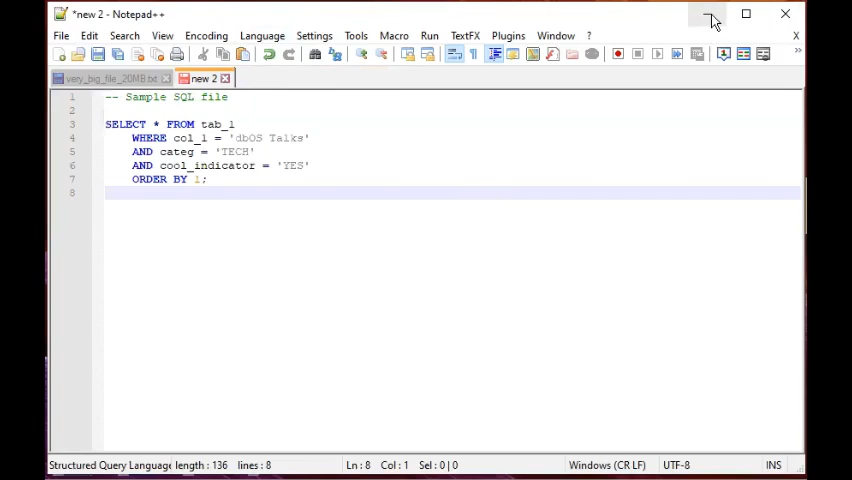 *new 2 - Notepad++
File Edit Search View Encoding Language Settings Tools Macro Run TextFX Plugins Window ? X
very_big_file_20MB.txt new 2
1 -- Sample SQL file
2
3 SELECT * FROM tab_1
4 WHERE col_1 = 'dbOS Talks'
5 AND categ = 'TECH'
6 AND cool_indicator = 'YES'
7 ORDER BY 1;
8
Structured Query Language length : 136 lines : 8 Ln : 8 Col : 1 Sel : 0 | 0 Windows (CR LF) UTF-8 INS